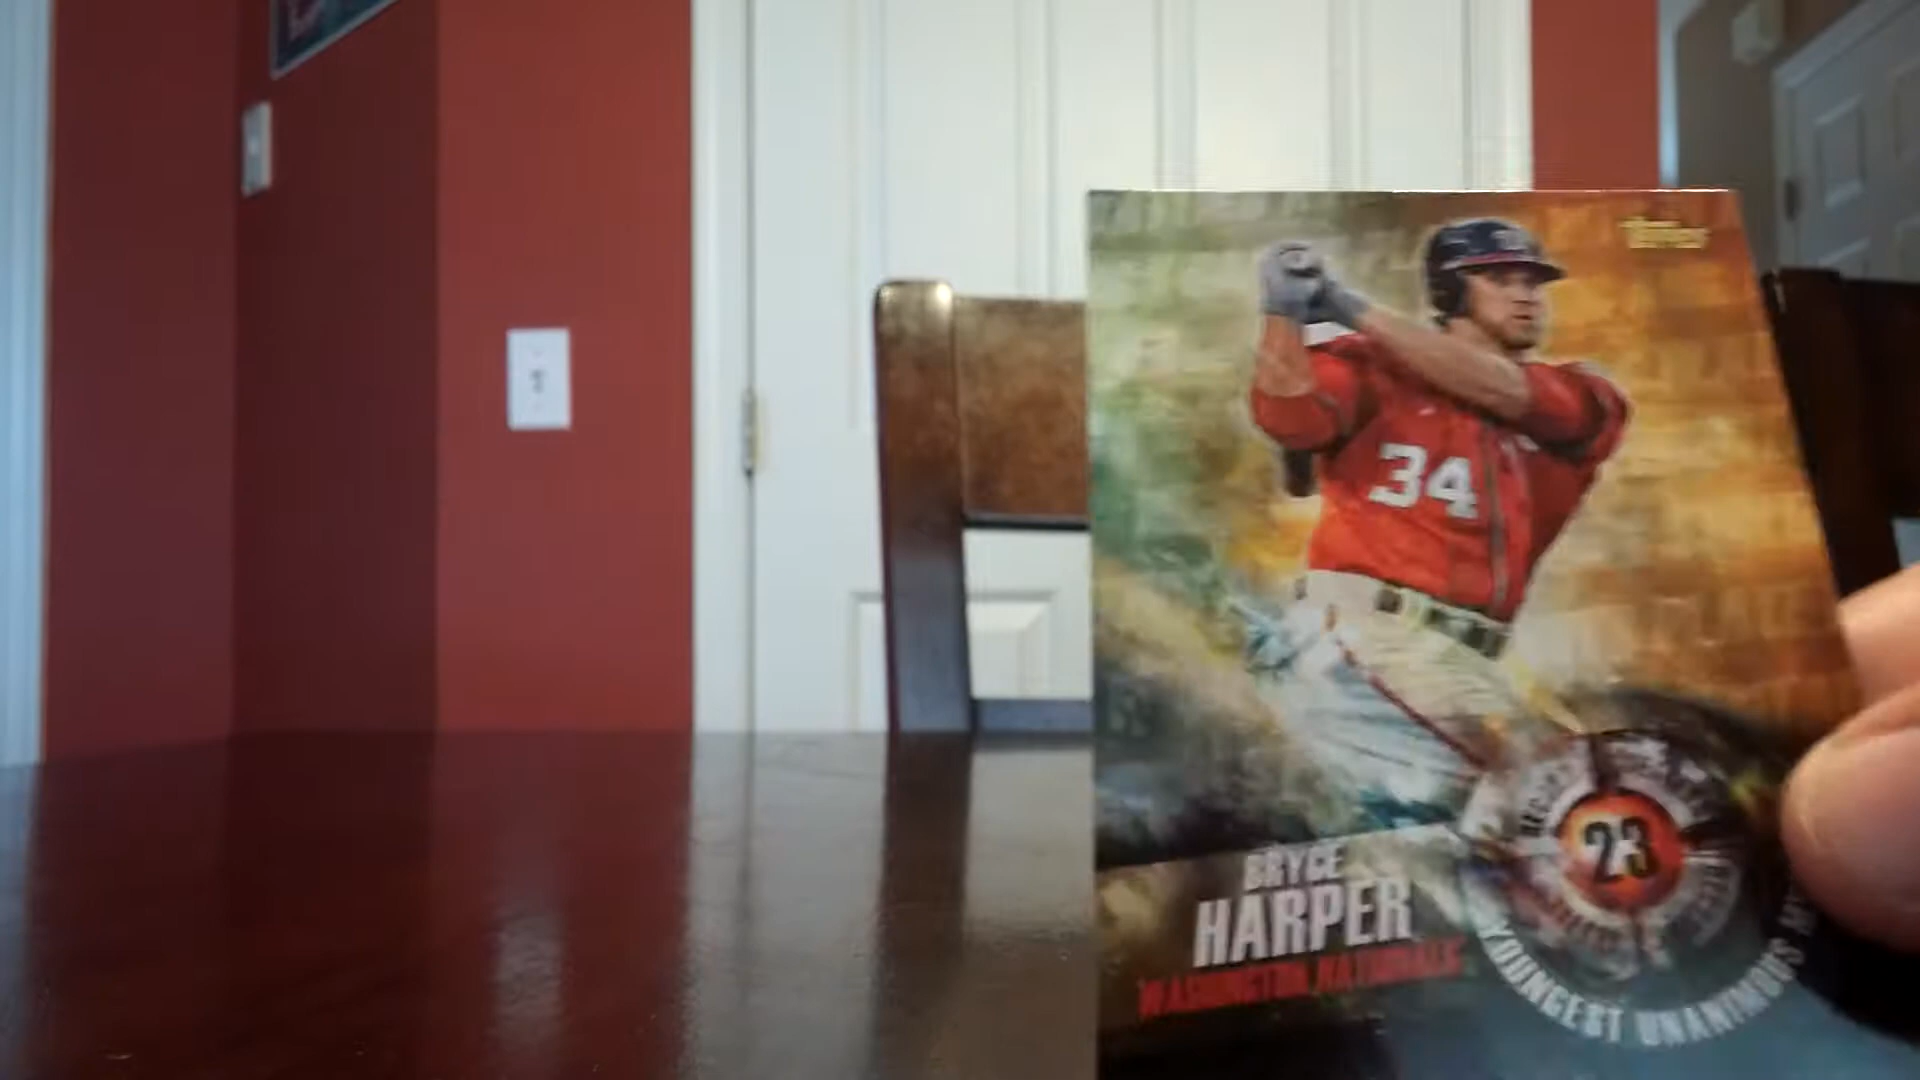 Topps
34
23
BRYCE
HARPER
WASHINGTON NATIONALS
YOUNGEST UNANIMOUS